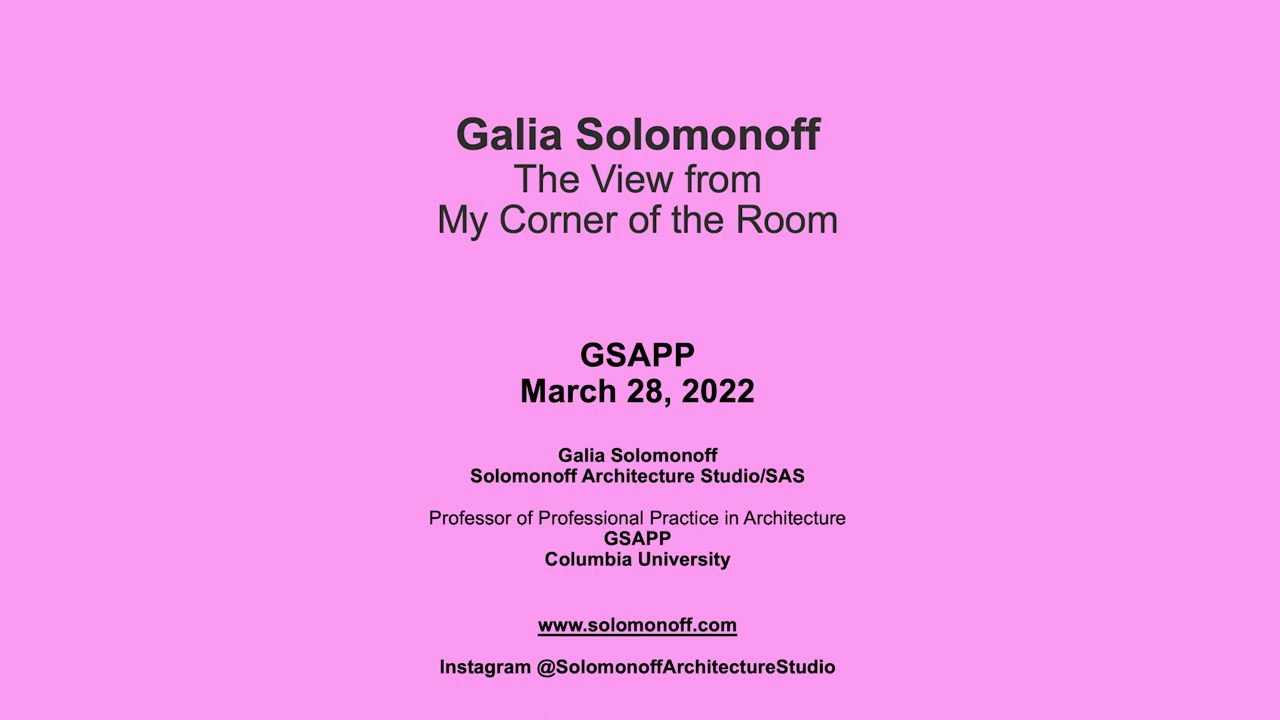 Galia Solomonoff
The View from
My Corner of the Room
GSAPP
March 28, 2022
Galia Solomonoff
Solomonoff Architecture Studio/SAS
Professor of Professional Practice in Architecture
GSAPP
Columbia University
www.solomonoff.com
Instagram @SolomonoffArchitectureStudio